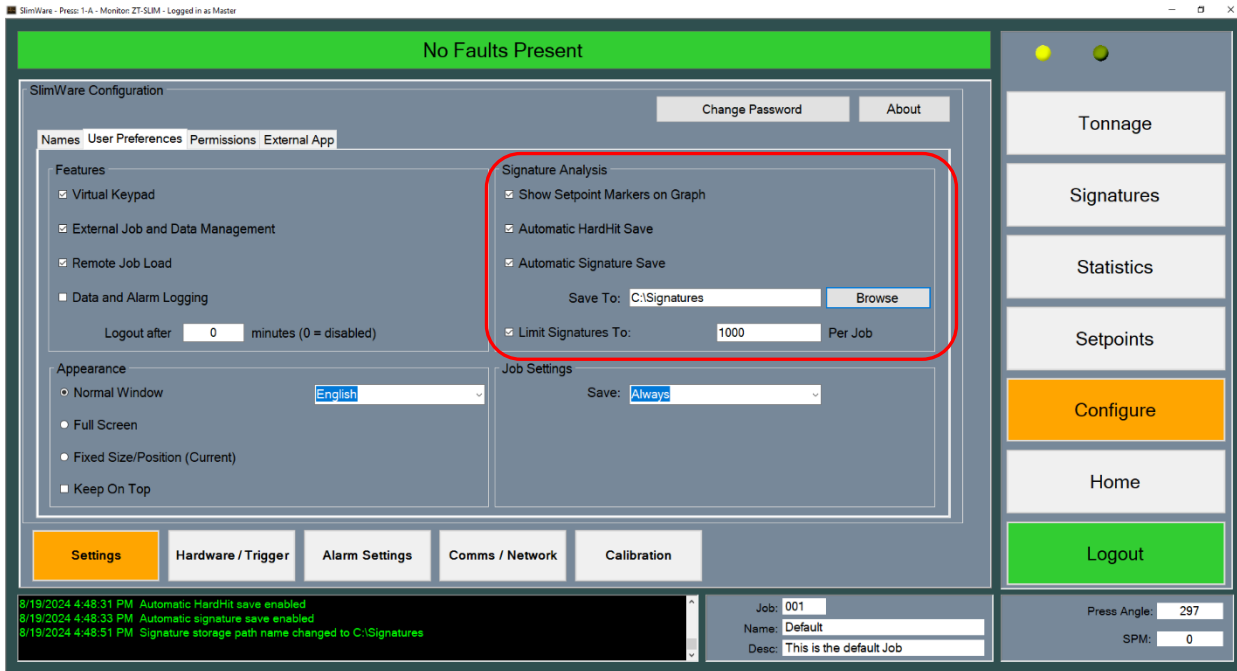 SlimWare - Press: 1-A - Monitor: ZT-SLIM - Logged in as Master
No Faults Present
SlimWare Configuration
Change Password
About
Names User Preferences Permissions External App
Features
Virtual Keypad
External Job and Data Management
Remote Job Load
Data and Alarm Logging
Logout after 0 minutes (0 = disabled)
Signature Analysis
Show Setpoint Markers on Graph
Automatic HardHit Save
Automatic Signature Save
Save To: C:\Signatures Browse
Limit Signatures To: 1000 Per Job
Appearance
Normal Window English
Full Screen
Fixed Size/Position (Current)
Keep On Top
Job Settings
Save: Always
Settings
Hardware / Trigger
Alarm Settings
Comms / Network
Calibration
Tonnage
Signatures
Statistics
Setpoints
Configure
Home
Logout
8/19/2024 4:48:31 PM Automatic HardHit save enabled
8/19/2024 4:48:33 PM Automatic signature save enabled
8/19/2024 4:48:51 PM Signature storage path name changed to C:\Signatures
Job: 001
Name: Default
Desc: This is the default Job
Press Angle: 297
SPM: 0